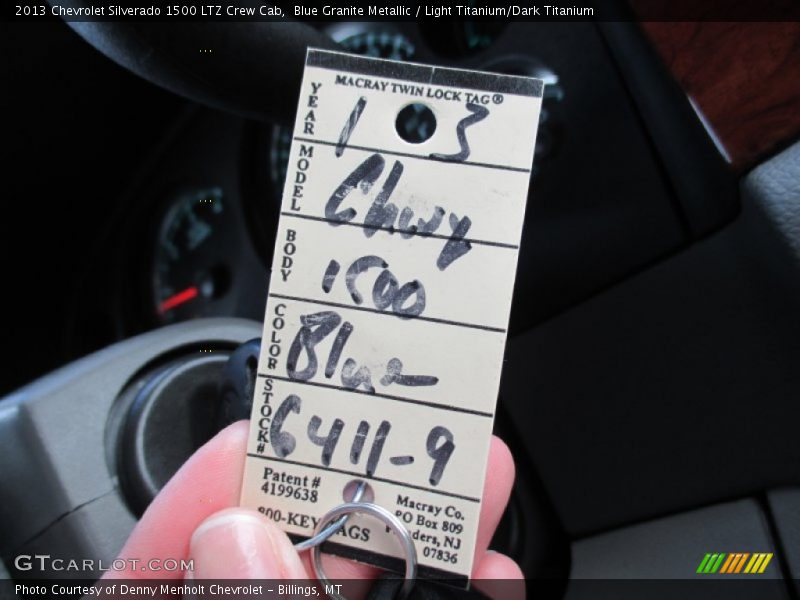 2013 Chevrolet Silverado 1500 LTZ Crew Cab, Blue Granite Metallic / Light Titanium/Dark Titanium
MACRAY TWIN LOCK TAG®
YEAR 1 3
MODEL Chevy
BODY 1500
COLOR Blue
STOCK# 6411-9
Patent #
4199638
Macray Co.
PO Box 809
NJ
07836
800-KEY
GTCARLOT.COM
Photo Courtesy of Denny Menholt Chevrolet - Billings, MT